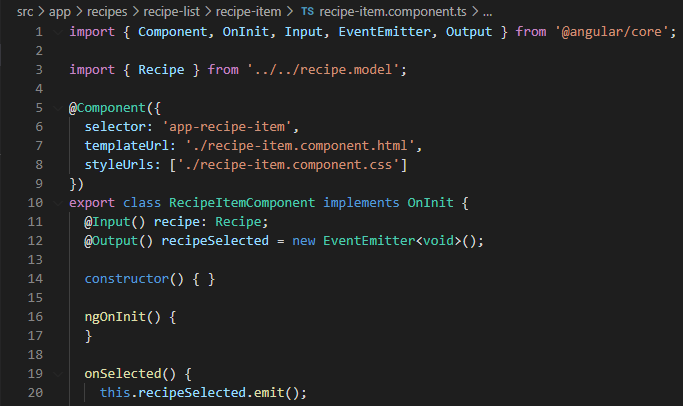 src > app > recipes > recipe-list > recipe-item > TS recipe-item.component.ts > ...
1 import { Component, OnInit, Input, EventEmitter, Output } from '@angular/core';
2
3 import { Recipe } from '../../recipe.model';
4
5 @Component({
6   selector: 'app-recipe-item',
7   templateUrl: './recipe-item.component.html',
8   styleUrls: ['./recipe-item.component.css']
9 })
10 export class RecipeItemComponent implements OnInit {
11   @Input() recipe: Recipe;
12   @Output() recipeSelected = new EventEmitter<void>();
13
14   constructor() { }
15
16   ngOnInit() {
17   }
18
19   onSelected() {
20     this.recipeSelected.emit();